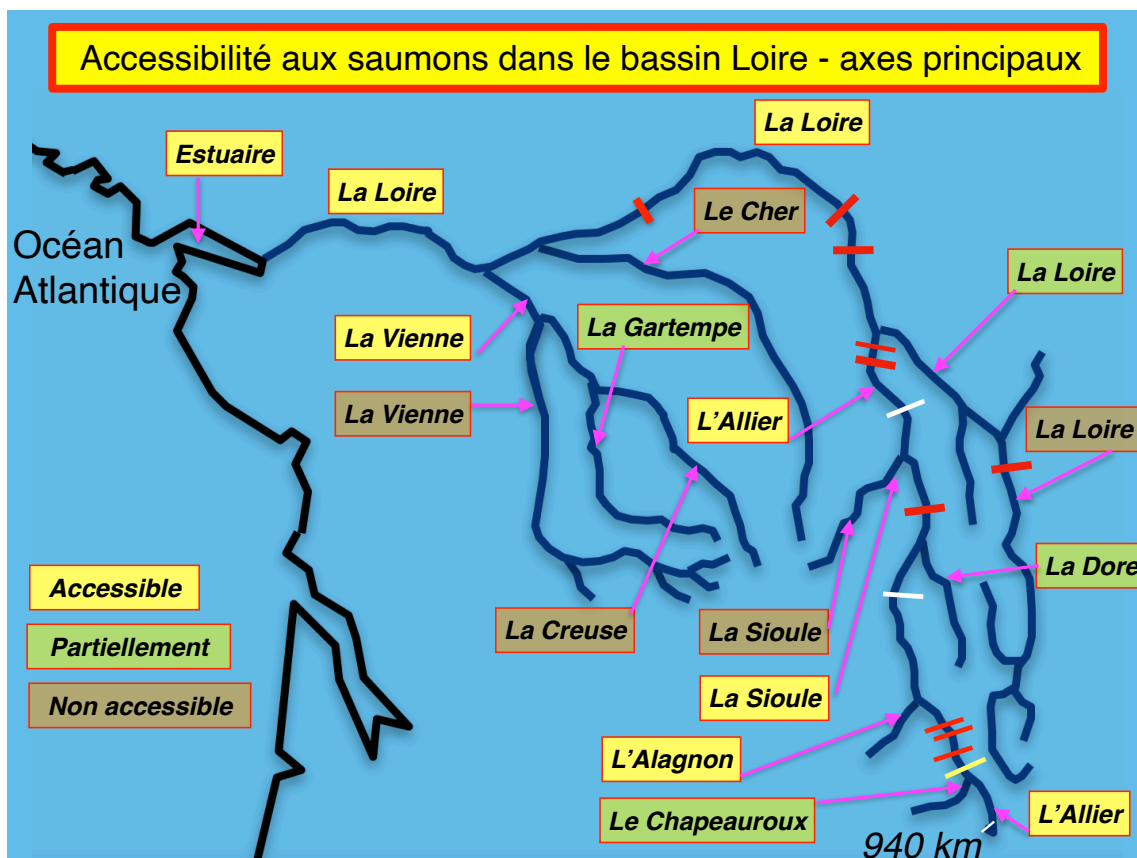 Accessibilité aux saumons dans le bassin Loire - axes principaux
La Loire
Estuaire
La Loire
Le Cher
Océan
Atlantique
La Loire
La Vienne
La Gartempe
La Vienne
L'Allier
La Loire
Accessible
La Dore
Partiellement
La Creuse
La Sioule
Non accessible
La Sioule
L'Alagnon
Le Chapeauroux
L'Allier
940 km